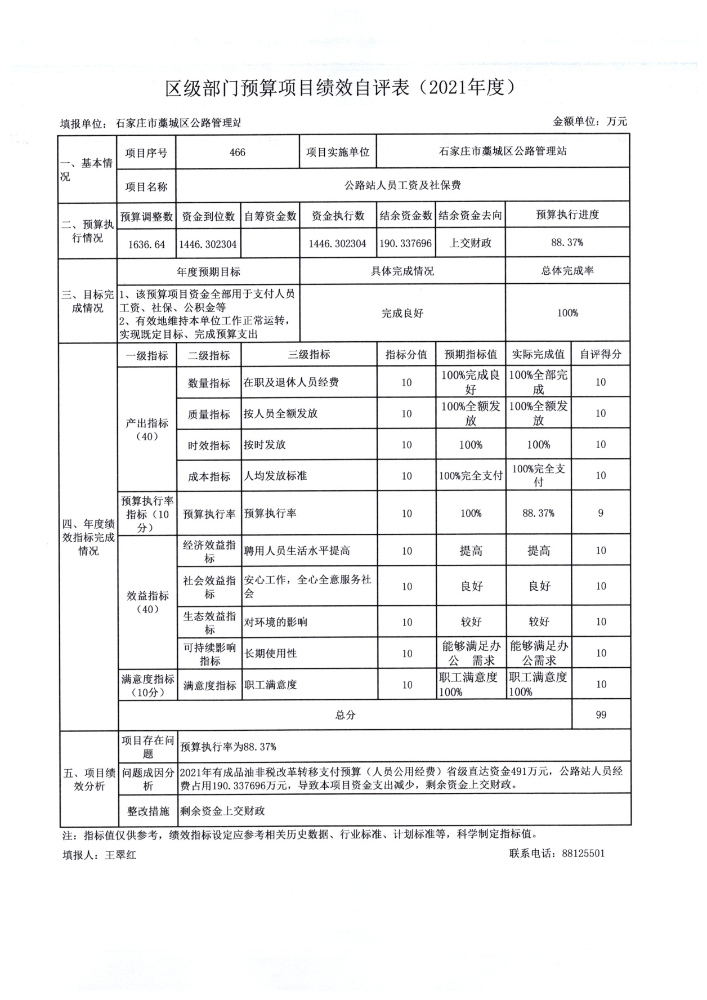 区级部门预算项目绩效自评表（2021年度）
填报单位： 石家庄市藁城区公路管理站 金额单位：万元
一、基本情况 项目序号 466 项目实施单位 石家庄市藁城区公路管理站
项目名称 公路站人员工资及社保费
二、预算执行情况 预算调整数 资金到位数 自筹资金数 资金执行数 结余资金数 结余资金去向 预算执行进度
1636.64 1446.302304 1446.302304 190.337696 上交财政 88.37%
三、目标完成情况 年度预期目标 具体完成情况 总体完成率
1、该预算项目资金全部用于支付人员
工资、社保、公积金等
2、有效地维持本单位工作正常运转，
实现既定目标、完成预算支出
完成良好 100%
四、年度绩效指标完成情况 一级指标 二级指标 三级指标 指标分值 预期指标值 实际完成值 自评得分
产出指标（40） 数量指标 在职及退休人员经费 10 100%完成良好 100%全部完成 10
质量指标 按人员全额发放 10 100%全额发放 100%全额发放 10
时效指标 按时发放 10 100% 100% 10
成本指标 人均发放标准 10 100%完全支付 100%完全支付 10
预算执行率指标（10分） 预算执行率 预算执行率 10 100% 88.37% 9
效益指标（40） 经济效益指标 聘用人员生活水平提高 10 提高 提高 10
社会效益指标 安心工作，全心全意服务社会 10 良好 良好 10
生态效益指标 对环境的影响 10 较好 较好 10
可持续影响指标 长期使用性 10 能够满足办公 需求 能够满足办公需求 10
满意度指标（10分） 满意度指标 职工满意度 10 职工满意度100% 职工满意度100% 10
总分 99
五、项目绩效分析 项目存在问题 预算执行率为88.37%
问题成因分析 2021年有成品油非税改革转移支付预算（人员公用经费）省级直达资金491万元，公路站人员经
费占用190.337696万元，导致本项目资金支出减少，剩余资金上交财政。
整改措施 剩余资金上交财政
注：指标值仅供参考，绩效指标设定应参考相关历史数据、行业标准、计划标准等，科学制定指标值。
填报人：王翠红 联系电话：88125501